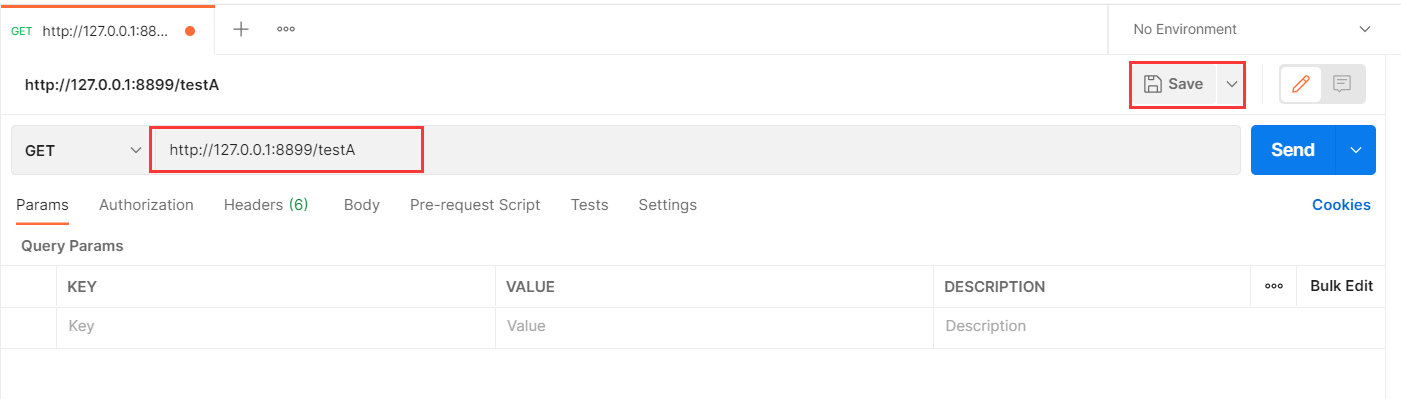 GET http://127.0.0.1:88... No Environment
http://127.0.0.1:8899/testA Save
GET http://127.0.0.1:8899/testA Send
Params Authorization Headers (6) Body Pre-request Script Tests Settings Cookies
Query Params
KEY VALUE DESCRIPTION Bulk Edit
Key Value Description